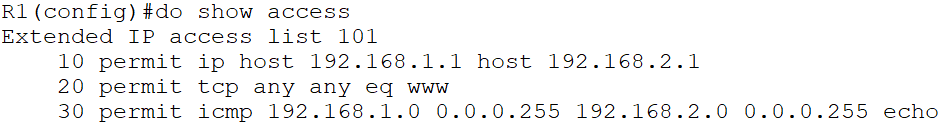 R1(config)#do show access
Extended IP access list 101
    10 permit ip host 192.168.1.1 host 192.168.2.1
    20 permit tcp any any eq www
    30 permit icmp 192.168.1.0 0.0.0.255 192.168.2.0 0.0.0.255 echo